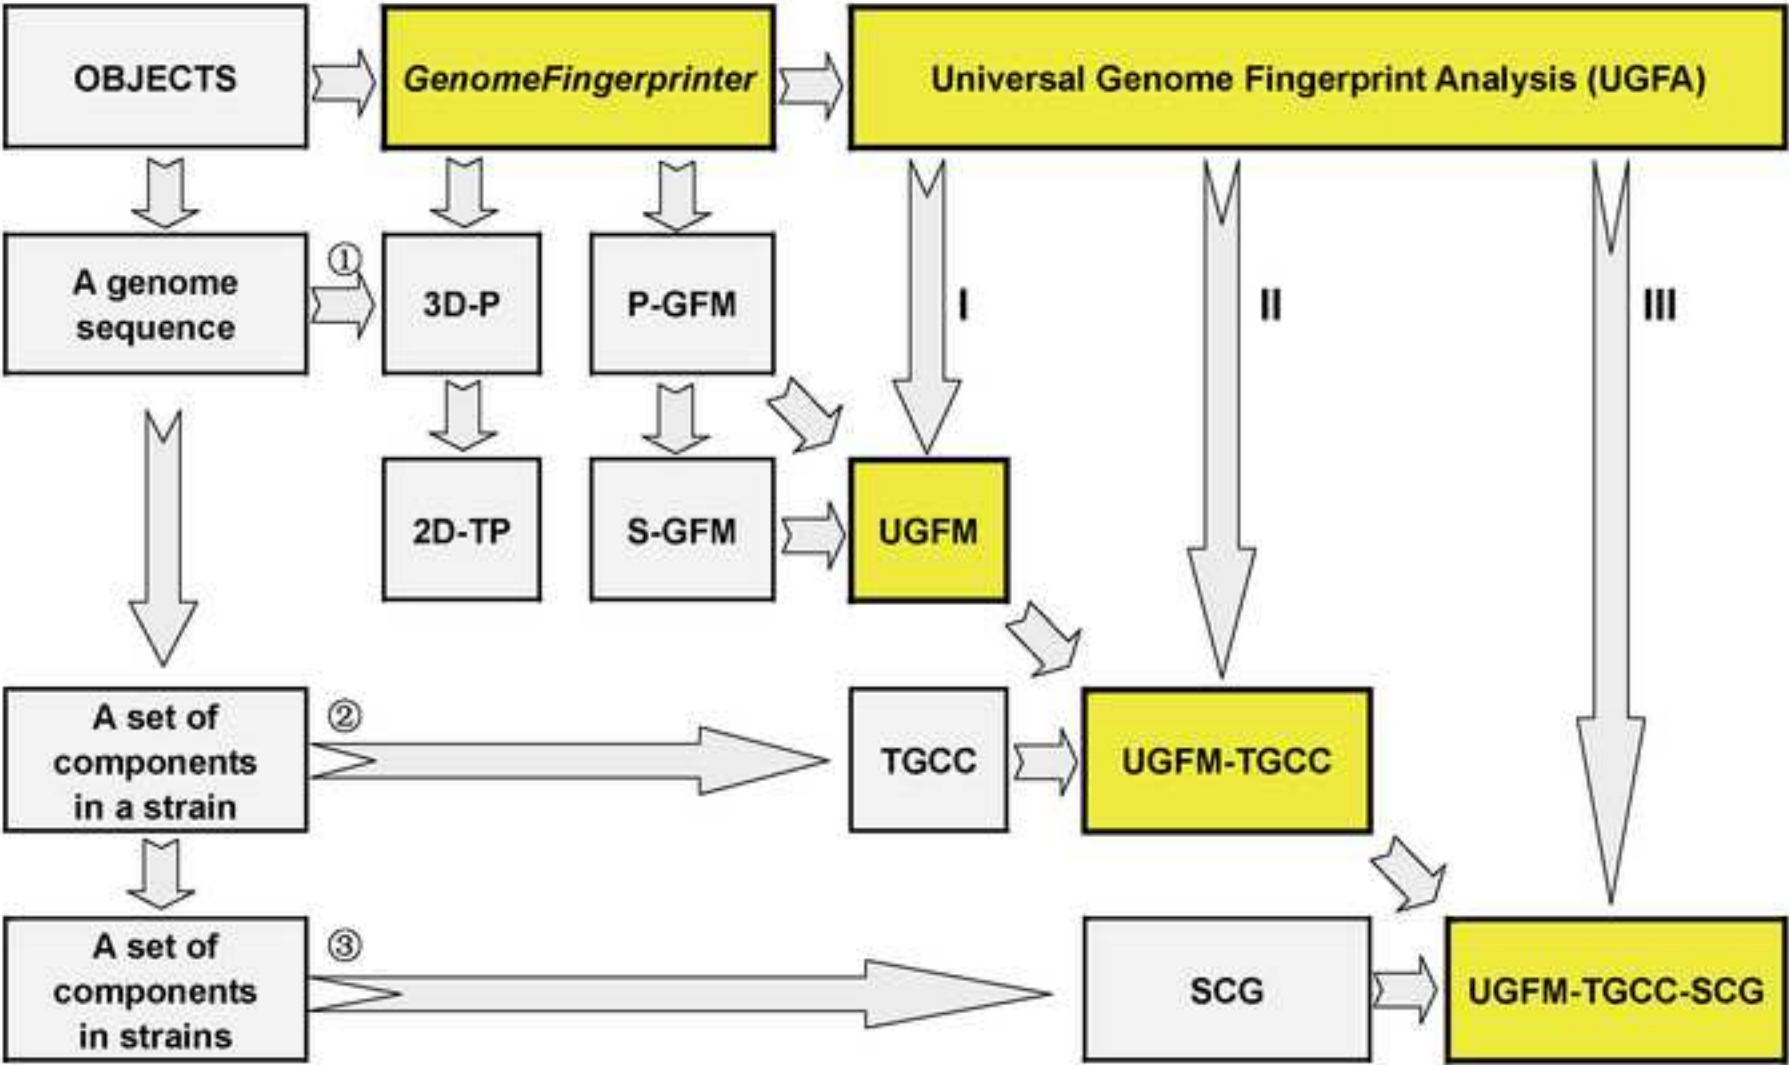 OBJECTS
GenomeFingerprinter
Universal Genome Fingerprint Analysis (UGFA)
A genome
sequence
①
3D-P
P-GFM
I
II
III
2D-TP
S-GFM
UGFM
A set of
components
in a strain
②
TGCC
UGFM-TGCC
A set of
components
in strains
③
SCG
UGFM-TGCC-SCG